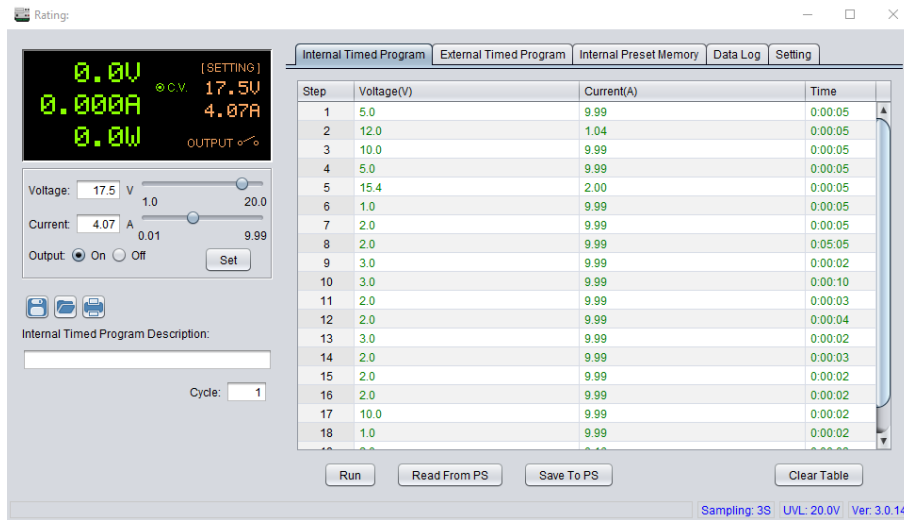 Rating:
0.0V
[SETTING]
C.V.
17.5V
0.000A
4.07A
0.0W
OUTPUT
Voltage: 17.5 V
1.0 20.0
Current: 4.07 A
0.01 9.99
Output: On Off
Set
Internal Timed Program Description:
Cycle: 1
Internal Timed Program External Timed Program Internal Preset Memory Data Log Setting
Step Voltage(V) Current(A) Time
1 5.0 9.99 0:00:05
2 12.0 1.04 0:00:05
3 10.0 9.99 0:00:05
4 5.0 9.99 0:00:05
5 15.4 2.00 0:00:05
6 1.0 9.99 0:00:05
7 2.0 9.99 0:00:05
8 2.0 9.99 0:05:05
9 3.0 9.99 0:00:02
10 3.0 9.99 0:00:10
11 2.0 9.99 0:00:03
12 2.0 9.99 0:00:04
13 3.0 9.99 0:00:02
14 2.0 9.99 0:00:03
15 2.0 9.99 0:00:02
16 2.0 9.99 0:00:02
17 10.0 9.99 0:00:02
18 1.0 9.99 0:00:02
Run Read From PS Save To PS Clear Table
Sampling: 3S UVL: 20.0V Ver: 3.0.14